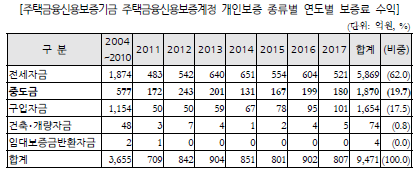 [주택금융신용보증기금 주택금융신용보증계정 개인보증 종류별 연도별 보증료 수익]
(단위: 억원, %)
구 분 2004~2010 2011 2012 2013 2014 2015 2016 2017 합계 (비중)
전세자금 1,874 483 542 640 651 554 604 521 5,869 (62.0)
중도금 577 172 243 201 131 167 199 180 1,870 (19.7)
구입자금 1,154 50 50 59 67 78 95 101 1,654 (17.5)
건축·개량자금 48 3 7 4 1 2 4 5 74 (0.8)
임대보증금반환자금 2 1 0 0 0 0 0 0 4 (0.0)
합계 3,655 709 842 904 851 801 902 807 9,471 (100.0)